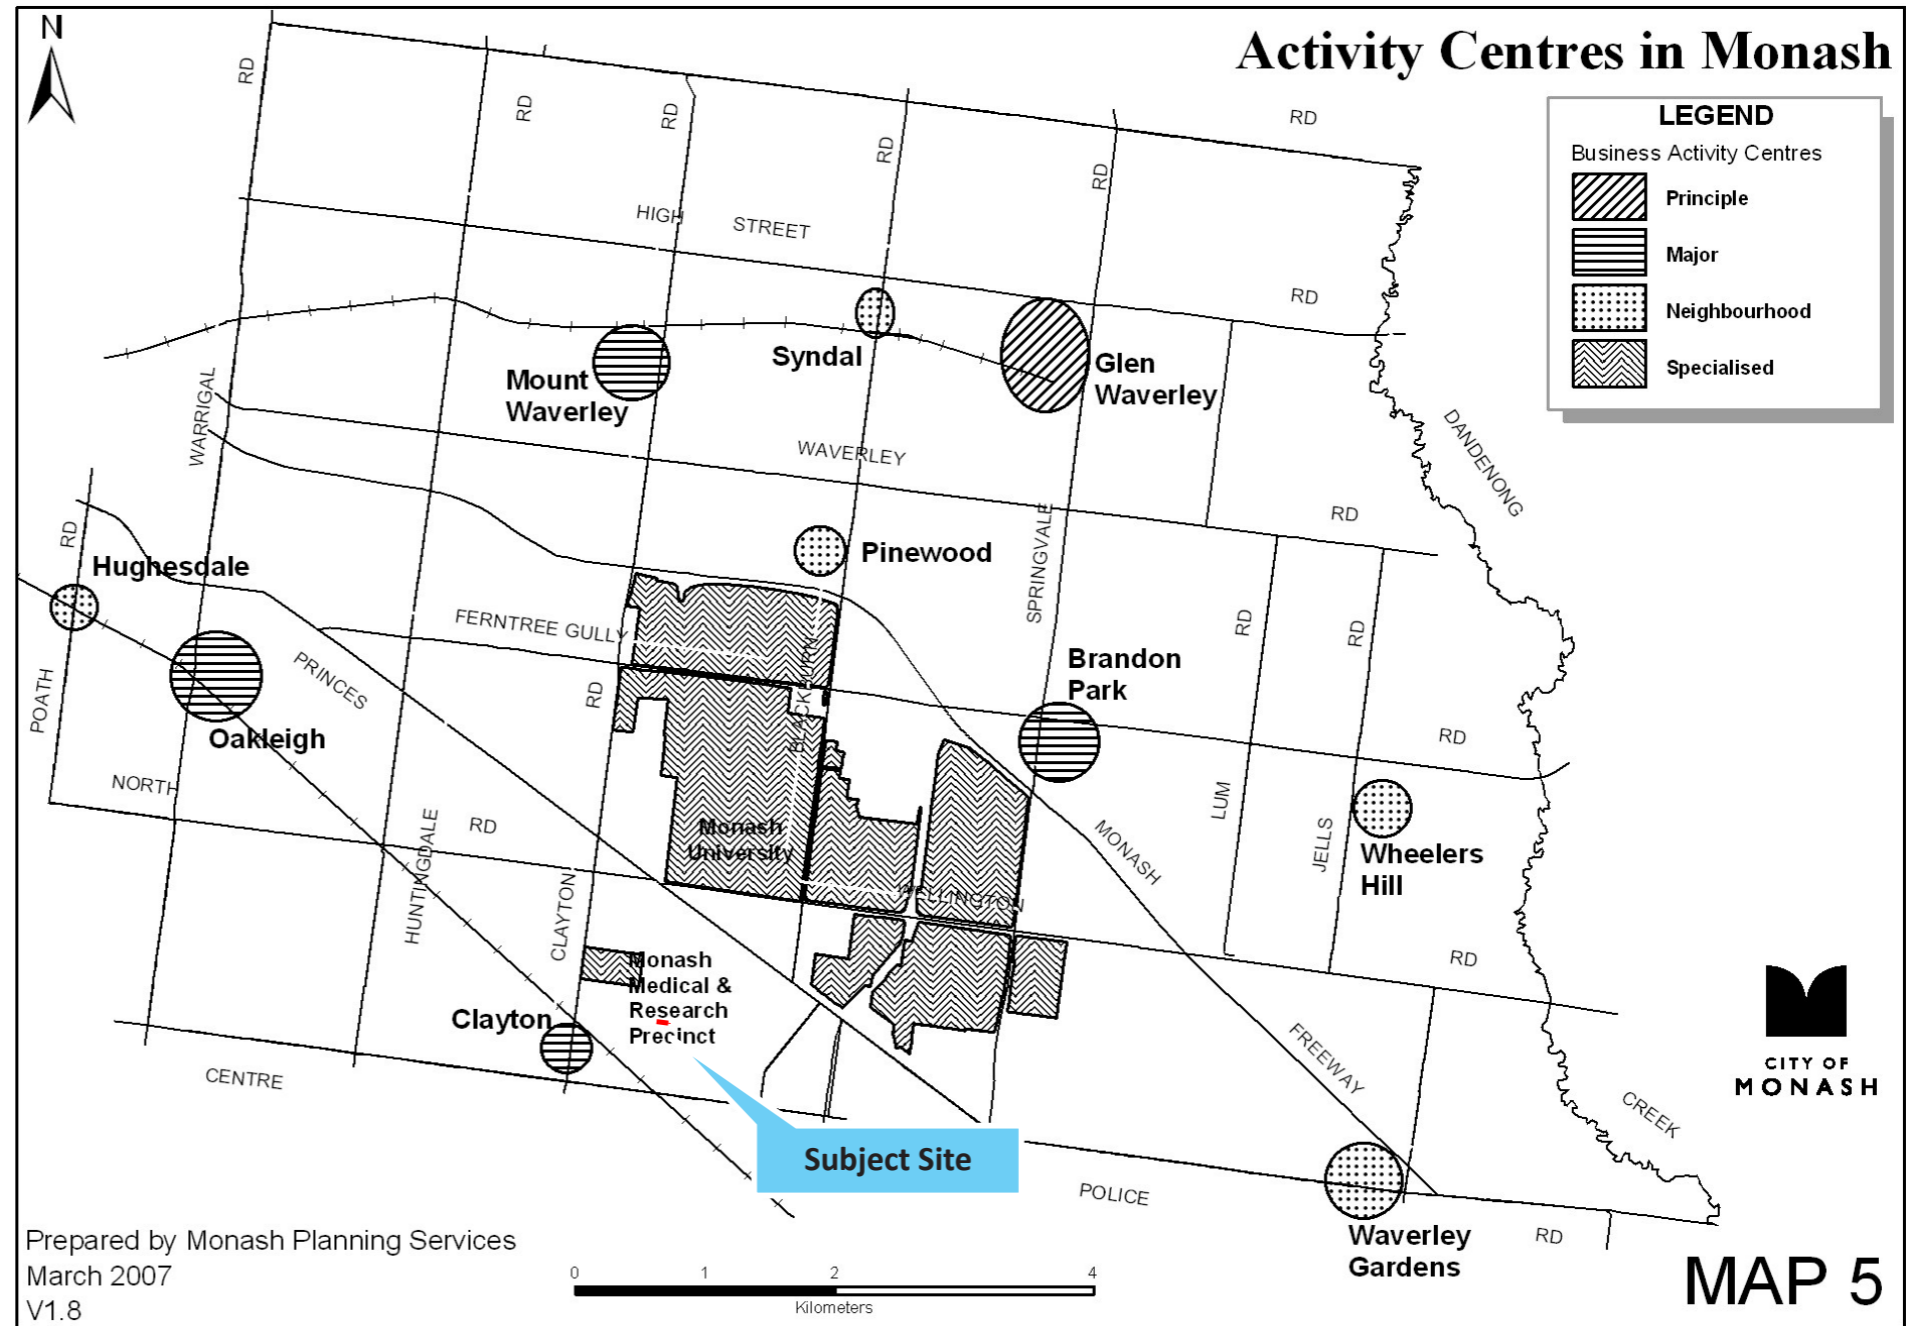 N
Activity Centres in Monash
LEGEND
Business Activity Centres
Principle
Major
Neighbourhood
Specialised
RD
RD
RD
RD
RD
RD
HIGH STREET
RD
Syndal
Mount
Waverley
Glen
Waverley
WARRIGAL
WAVERLEY
DANDENONG
RD
RD
SPRINGVALE
Hughesdale
Pinewood
FERNTREE GULLY
RD
RD
PRINCES
BLACKBURN
Brandon
Park
POATH
RD
Oakleigh
RD
NORTH
RD
HUNTINGDALE
Monash
University
LUM
JELLS
MONASH
Wheelers
Hill
WELLINGTON
CLAYTON
RD
Monash
Medical &
Research
Precinct
Clayton
FREEWAY
CREEK
CENTRE
Subject Site
POLICE
RD
Waverley
Gardens
CITY OF
MONASH
Prepared by Monash Planning Services
March 2007
V1.8
0 1 2 4
Kilometers
MAP 5